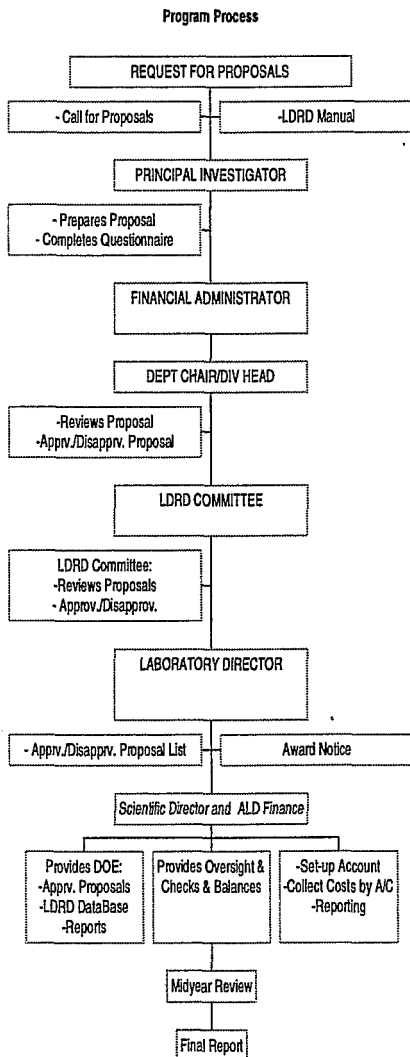 Program Process
REQUEST FOR PROPOSALS
- Call for Proposals
-LDRD Manual
PRINCIPAL INVESTIGATOR
- Prepares Proposal
- Completes Questionnaire
FINANCIAL ADMINISTRATOR
DEPT CHAIR/DIV HEAD
-Reviews Proposal
-Apprv./Disapprv. Proposal
LDRD COMMITTEE
LDRD Committee:
-Reviews Proposals
- Approv./Disapprov.
LABORATORY DIRECTOR
- Apprv./Disapprv. Proposal List
Award Notice
Scientific Director and ALD Finance
Provides DOE:
-Apprv. Proposals
-LDRD DataBase
-Reports
Provides Oversight &
Checks & Balances
-Set-up Account
-Collect Costs by A/C
-Reporting
Midyear Review
Final Report